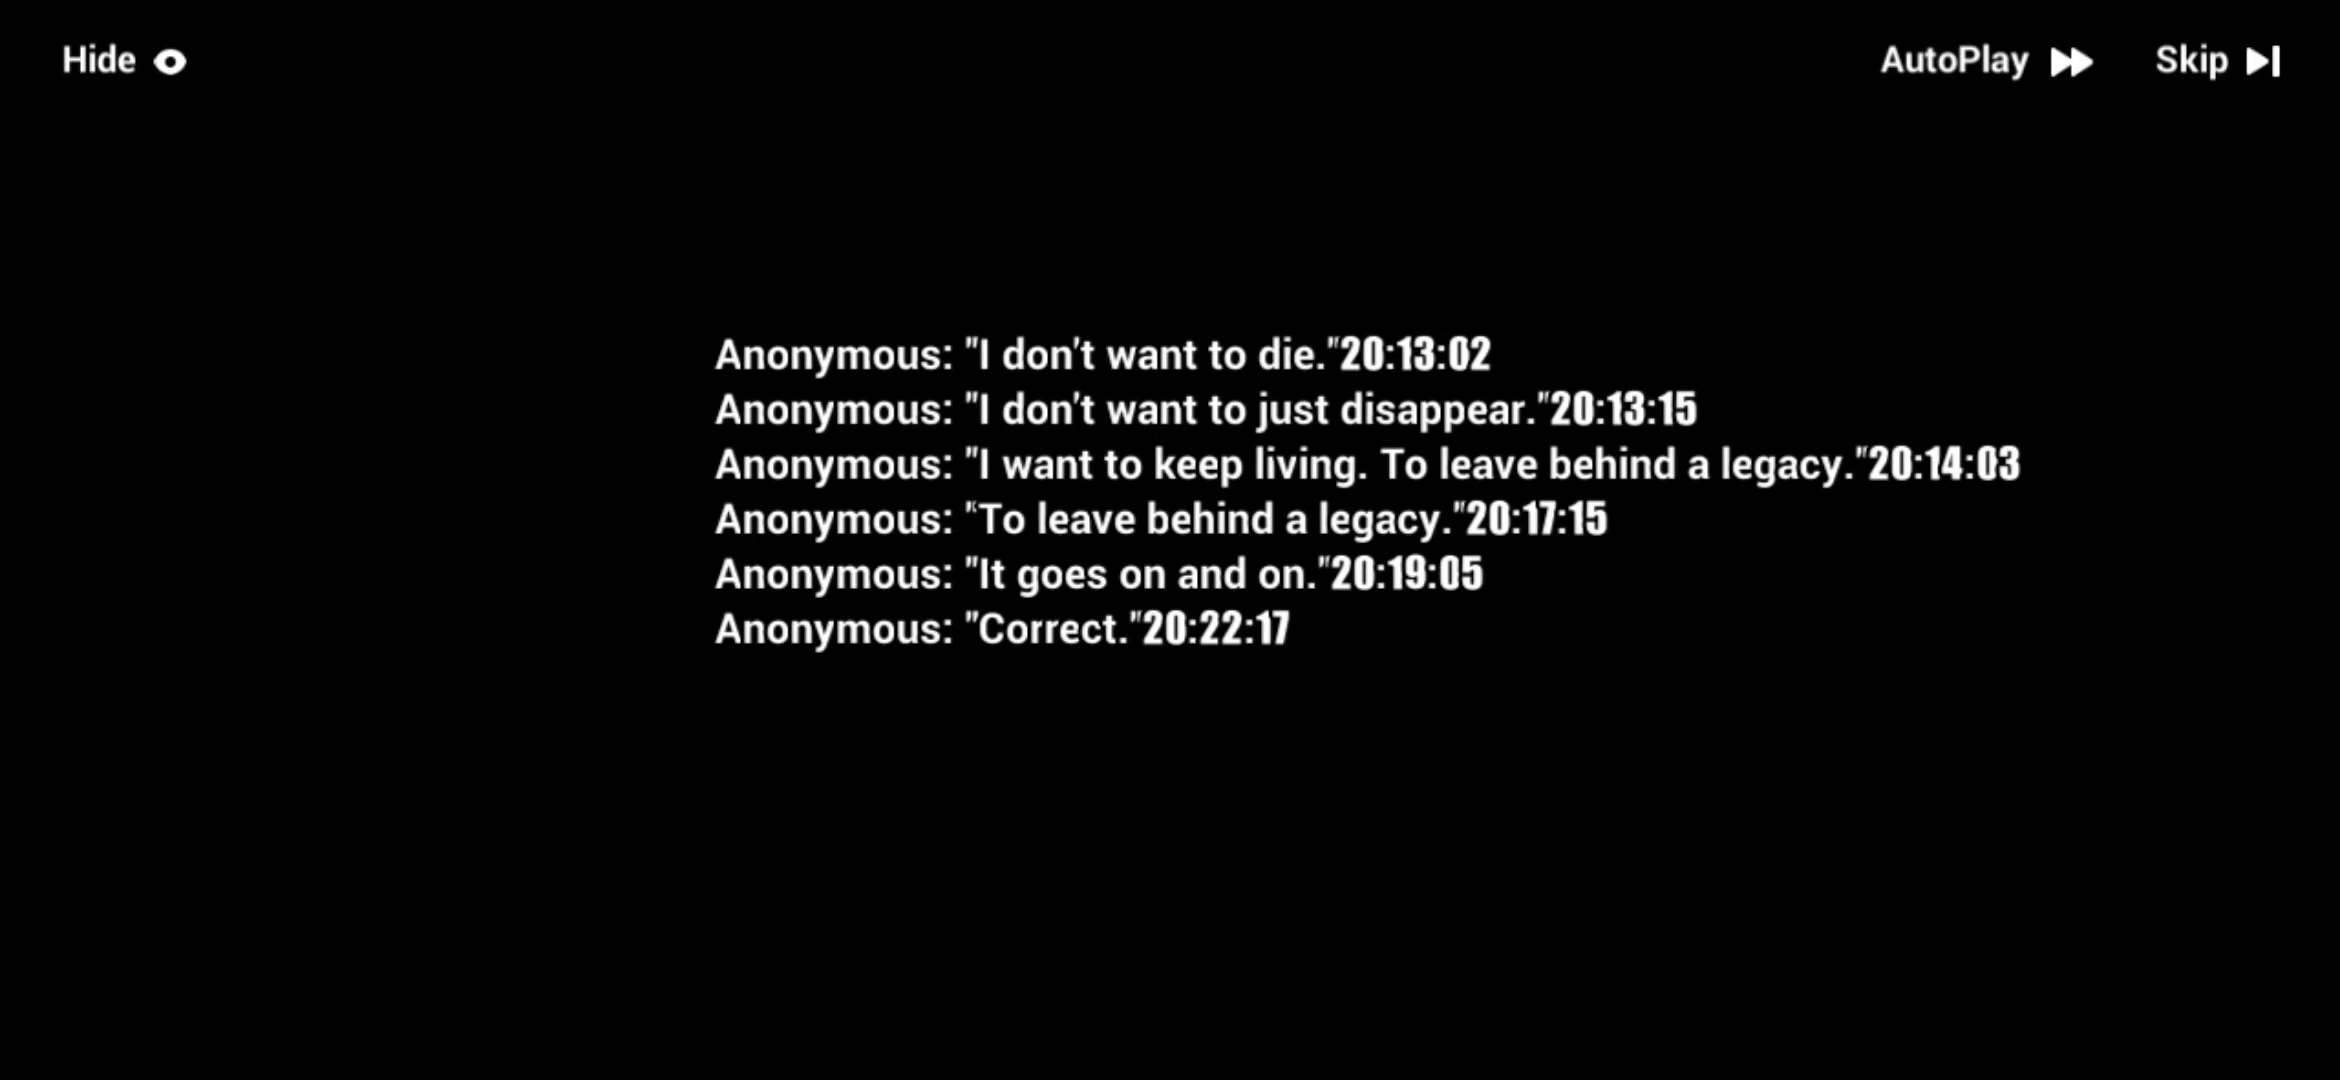 Hide
AutoPlay
Skip
Anonymous: "I don't want to die."20:13:02
Anonymous: "I don't want to just disappear."20:13:15
Anonymous: "I want to keep living. To leave behind a legacy."20:14:03
Anonymous: "To leave behind a legacy."20:17:15
Anonymous: "It goes on and on."20:19:05
Anonymous: "Correct."20:22:17